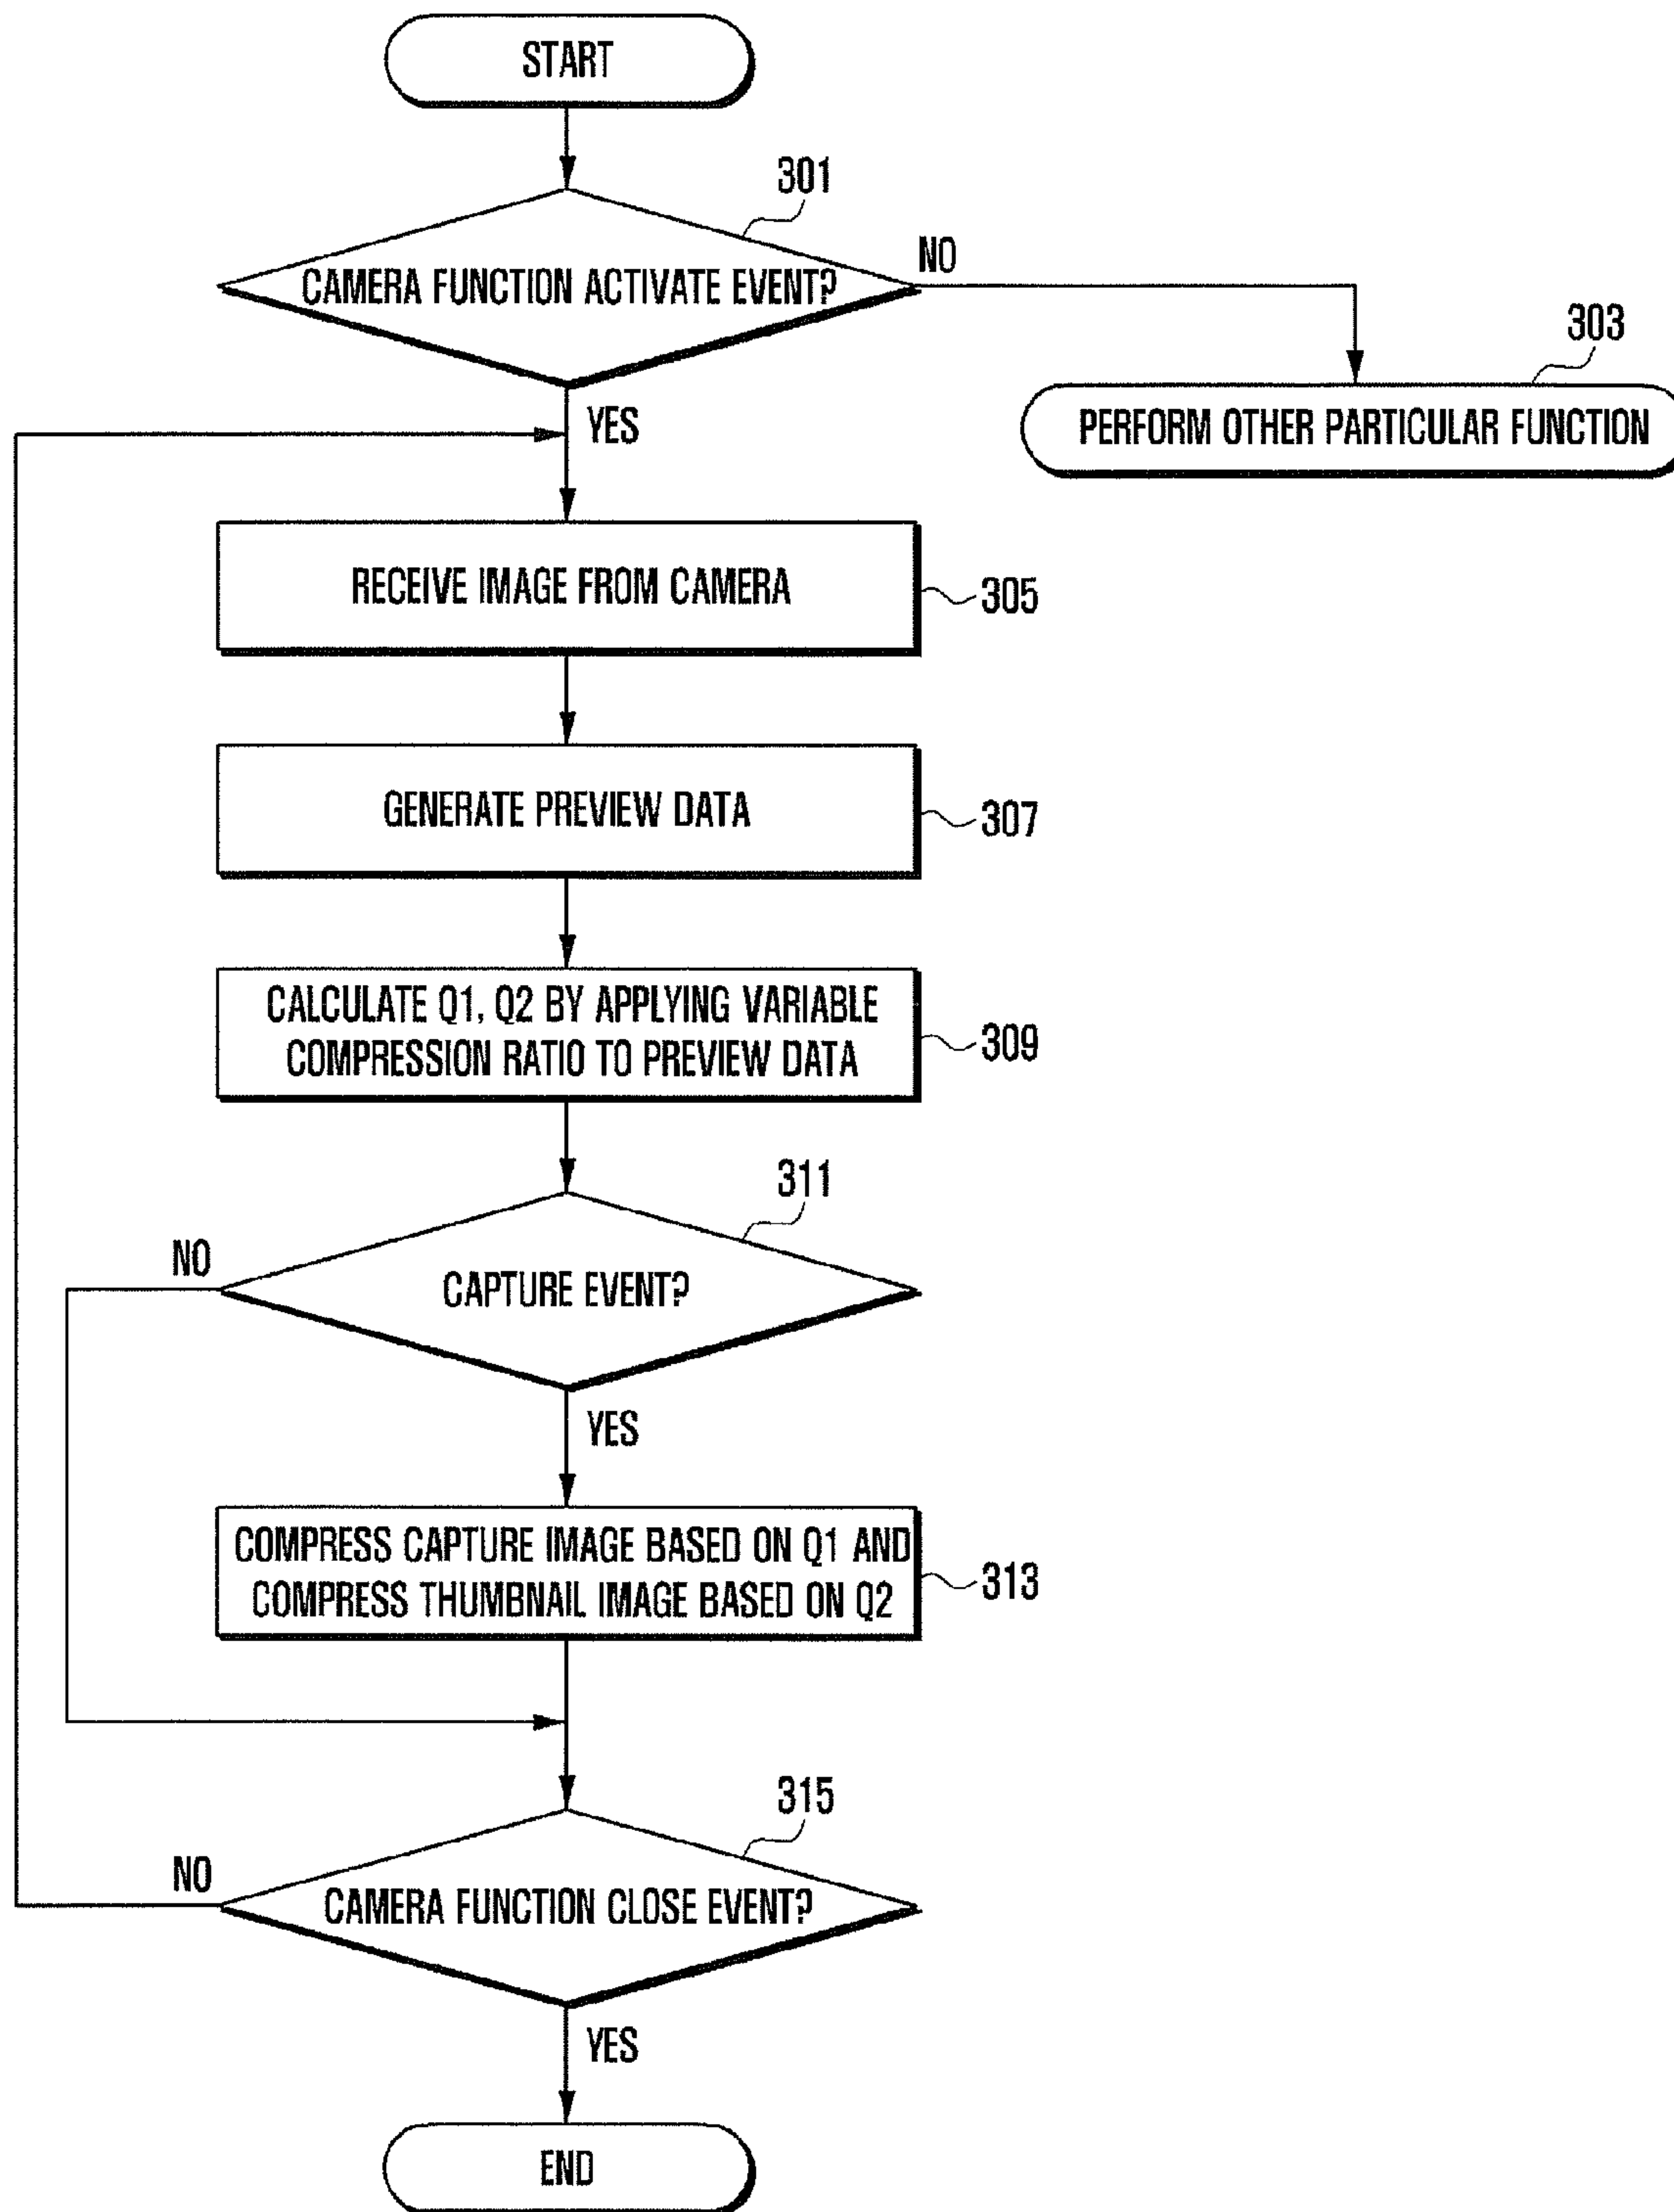 START
301
CAMERA FUNCTION ACTIVATE EVENT?
NO
303
PERFORM OTHER PARTICULAR FUNCTION
YES
RECEIVE IMAGE FROM CAMERA
305
GENERATE PREVIEW DATA
307
CALCULATE Q1, Q2 BY APPLYING VARIABLE
COMPRESSION RATIO TO PREVIEW DATA
309
311
NO
CAPTURE EVENT?
YES
COMPRESS CAPTURE IMAGE BASED ON Q1 AND
COMPRESS THUMBNAIL IMAGE BASED ON Q2
313
315
NO
CAMERA FUNCTION CLOSE EVENT?
YES
END